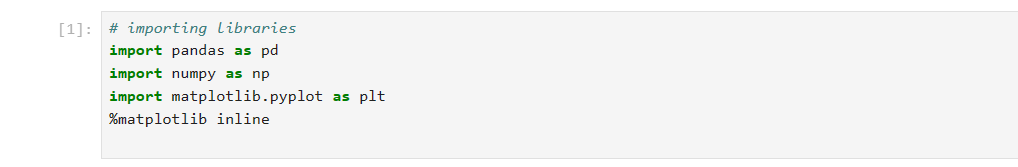 [1]: # importing libraries
import pandas as pd
import numpy as np
import matplotlib.pyplot as plt
%matplotlib inline